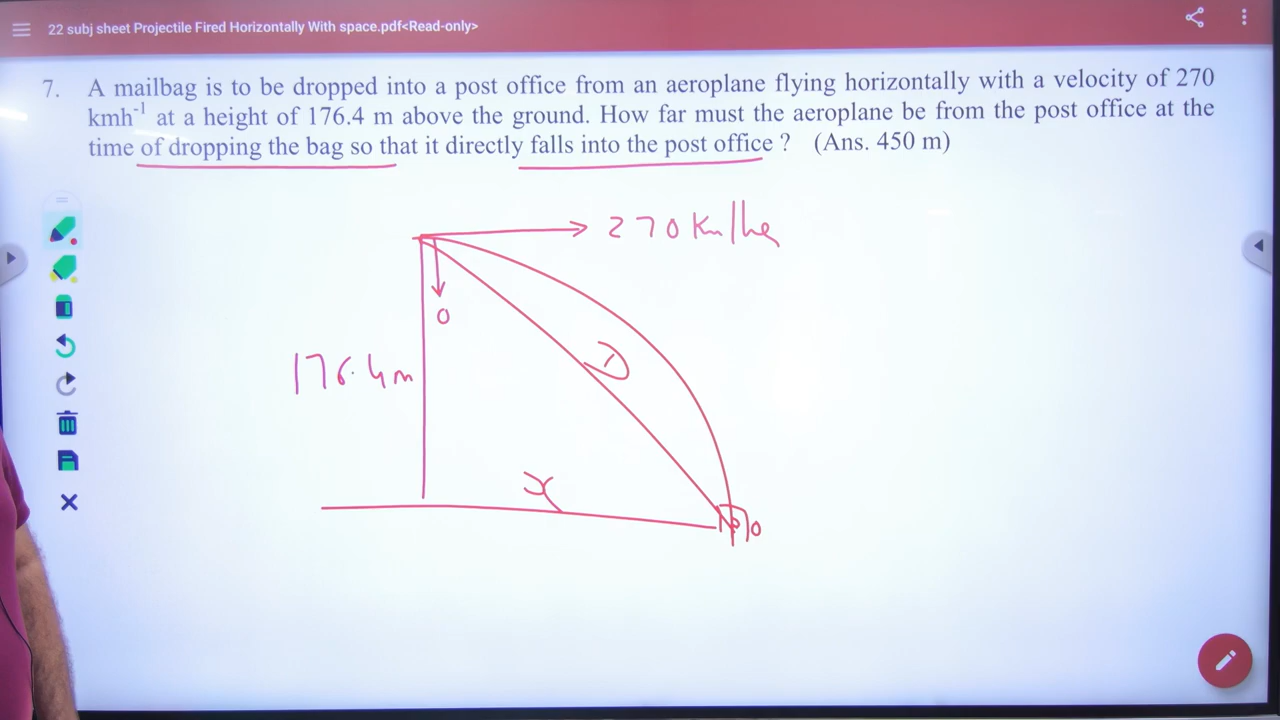 22 subj sheet Projectile Fired Horizontally With space.pdf<Read-only>
7. A mailbag is to be dropped into a post office from an aeroplane flying horizontally with a velocity of 270
kmh-1 at a height of 176.4 m above the ground. How far must the aeroplane be from the post office at the
time of dropping the bag so that it directly falls into the post office ? (Ans. 450 m)
270 Km/hr
0
176.4m
D
x